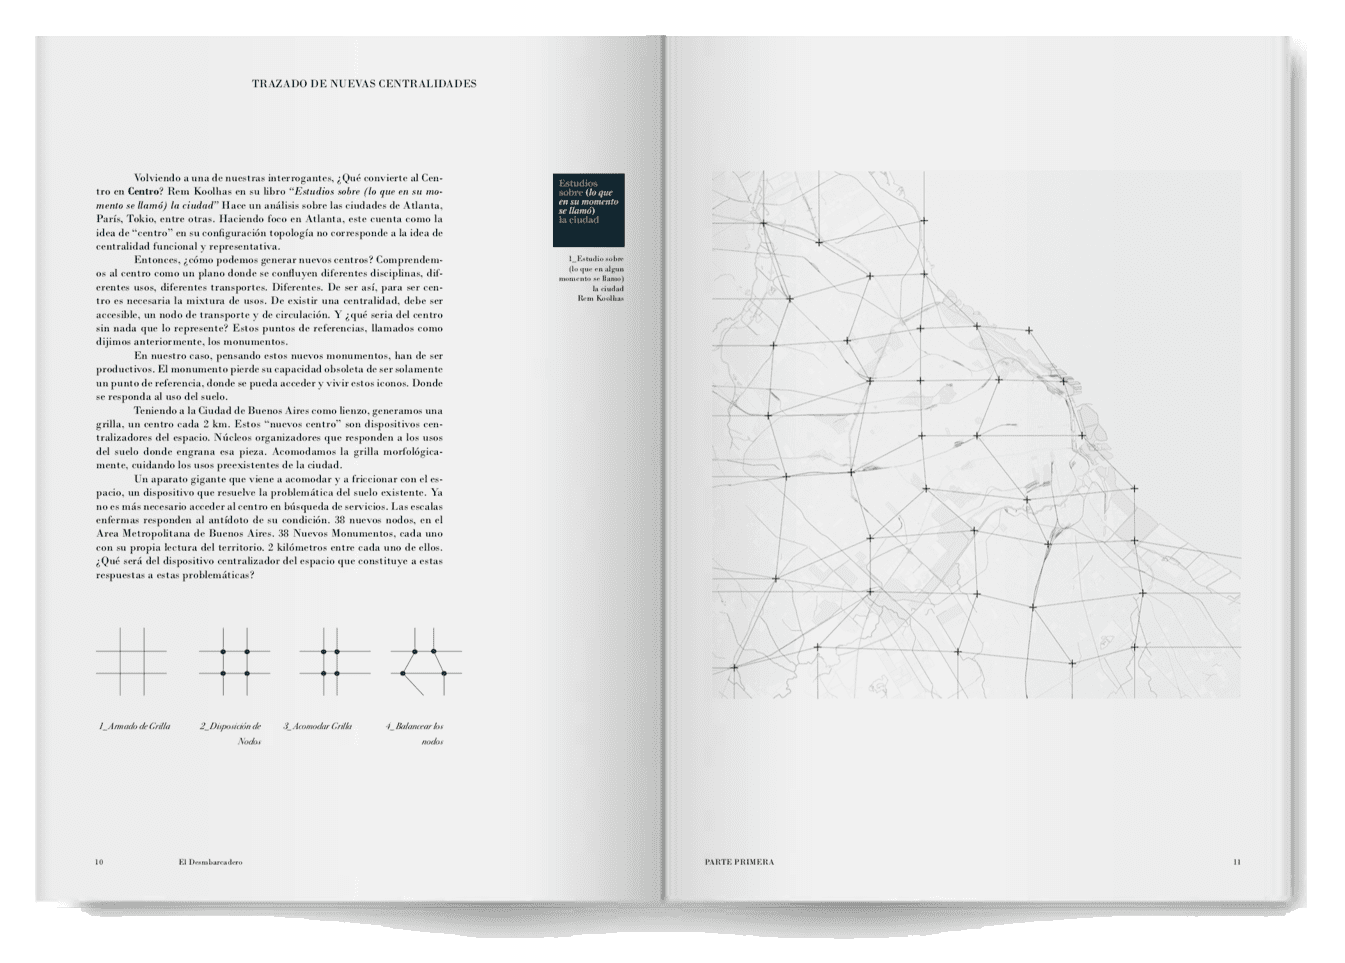 TRAZADO DE NUEVAS CENTRALIDADES
Volviendo a una de nuestras interrogantes, ¿Qué convierte al Cen-
tro en Centro? Rem Koolhas en su libro “Estudios sobre (lo que en su mo-
mento se llamó) la ciudad” Hace un análisis sobre las ciudades de Atlanta,
París, Tokio, entre otras. Haciendo foco en Atlanta, este cuenta como la
idea de “centro” en su configuración topología no corresponde a la idea de
centralidad funcional y representativa.
Entonces, ¿cómo podemos generar nuevos centros? Comprendem-
os al centro como un plano donde se confluyen diferentes disciplinas, dif-
erentes usos, diferentes transportes. Diferentes. De ser así, para ser cen-
tro es necesaria la mixtura de usos. De existir una centralidad, debe ser
accesible, un nodo de transporte y de circulación. Y ¿qué seria del centro
sin nada que lo represente? Estos puntos de referencias, llamados como
dijimos anteriormente, los monumentos.
En nuestro caso, pensando estos nuevos monumentos, han de ser
productivos. El monumento pierde su capacidad obsoleta de ser solamente
un punto de referencia, donde se pueda acceder y vivir estos iconos. Donde
se responda al uso del suelo.
Teniendo a la Ciudad de Buenos Aires como lienzo, generamos una
grilla, un centro cada 2 km. Estos “nuevos centro” son dispositivos cen-
tralizadores del espacio. Núcleos organizadores que responden a los usos
del suelo donde engrana esa pieza. Acomodamos la grilla morfológica-
mente, cuidando los usos preexistentes de la ciudad.
Un aparato gigante que viene a acomodar y a friccionar con el es-
pacio, un dispositivo que resuelve la problemática del suelo existente. Ya
no es más necesario acceder al centro en búsqueda de servicios. Las escalas
enfermas responden al antídoto de su condición. 38 nuevos nodos, en el
Area Metropolitana de Buenos Aires. 38 Nuevos Monumentos, cada uno
con su propia lectura del territorio. 2 kilómetros entre cada uno de ellos.
¿Qué será del dispositivo centralizador del espacio que constituye a estas
respuestas a estas problemáticas?
Estudios
sobre (lo que
en su momento
se llamó)
la ciudad
1_Estudio sobre
(lo que en algun
momento se llamo)
la ciudad
Rem Koolhas
1_Armado de Grilla
2_Disposición de
Nodos
3_Acomodar Grilla
4_Balancear los
nodos
10
El Desmbarcadero
PARTE PRIMERA
11